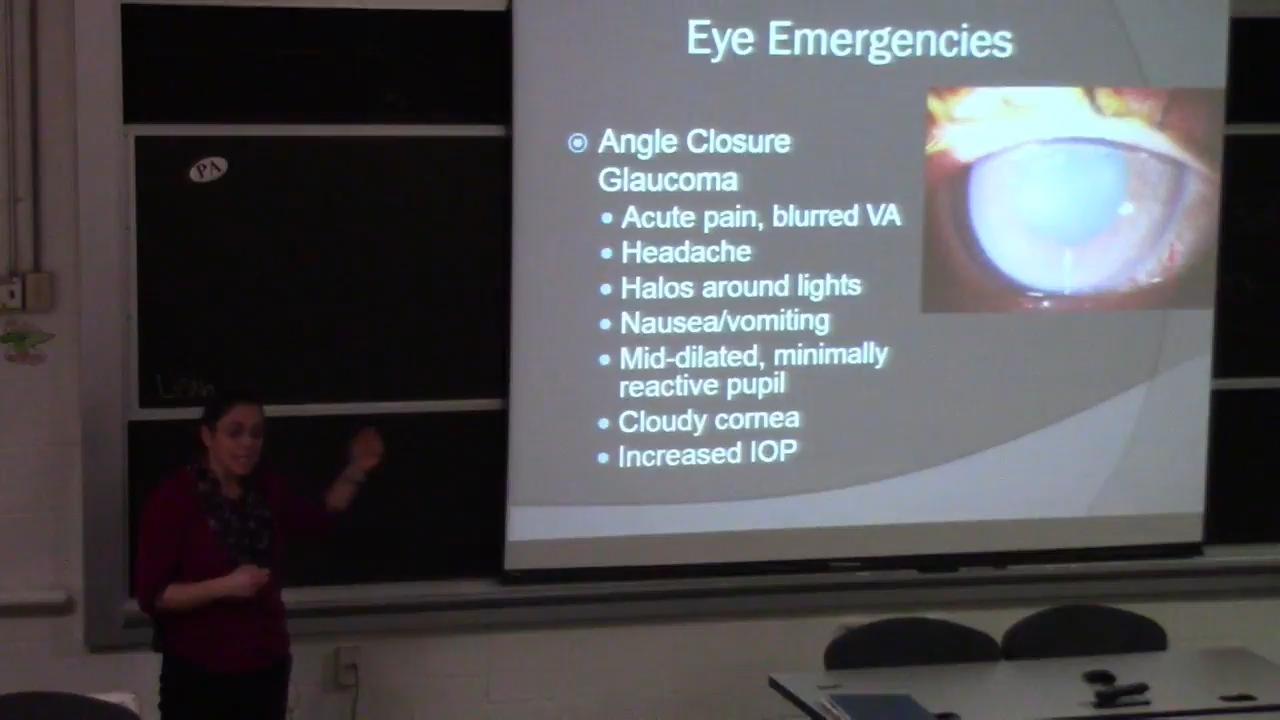 Eye Emergencies
Angle Closure
Glaucoma
Acute pain, blurred VA
Headache
Halos around lights
Nausea/vomiting
Mid-dilated, minimally
reactive pupil
Cloudy cornea
Increased IOP
PA